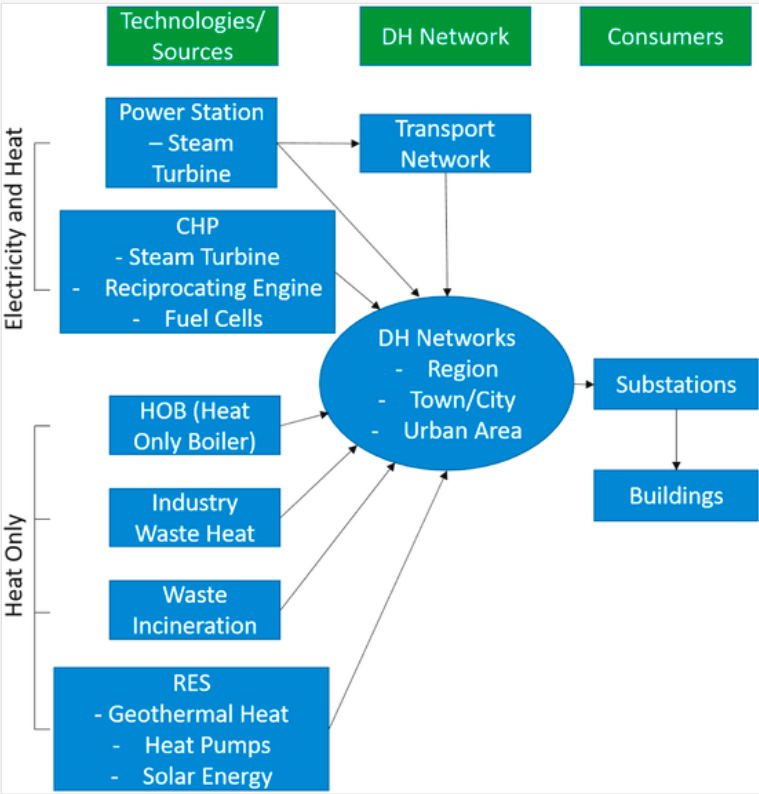 Technologies/
Sources
DH Network
Consumers
Electricity and Heat
Power Station
– Steam
Turbine
Transport
Network
CHP
- Steam Turbine
- Reciprocating Engine
- Fuel Cells
DH Networks
- Region
- Town/City
- Urban Area
Substations
Buildings
Heat Only
HOB (Heat
Only Boiler)
Industry
Waste Heat
Waste
Incineration
RES
- Geothermal Heat
- Heat Pumps
- Solar Energy